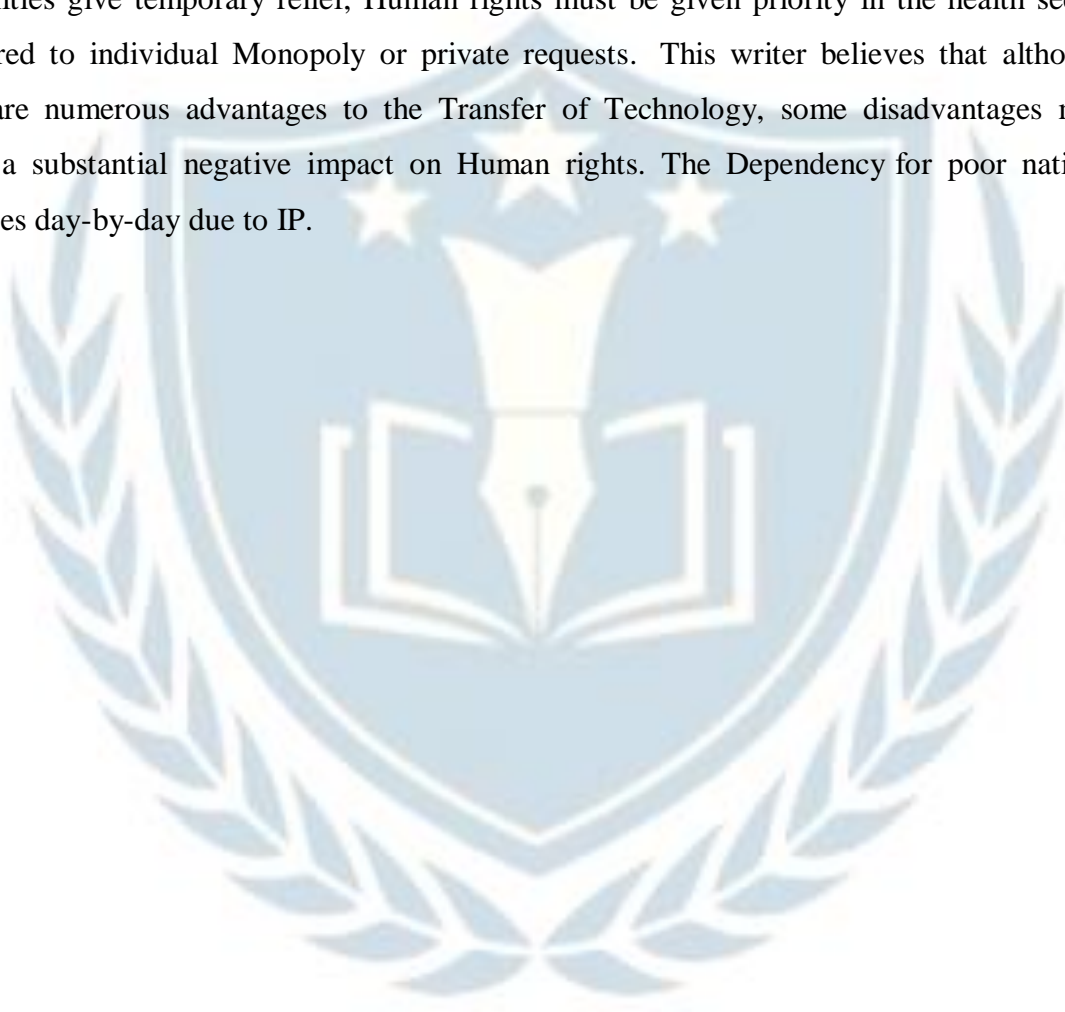 give temporary relief, Human rights must be given priority in the health se
red to individual Monopoly or private requests. This writer believes that altho
are numerous advantages to the Transfer of Technology, some disadvantages
a substantial negative impact on Human rights. The Dependency for poor nati
es day-by-day due to IP.